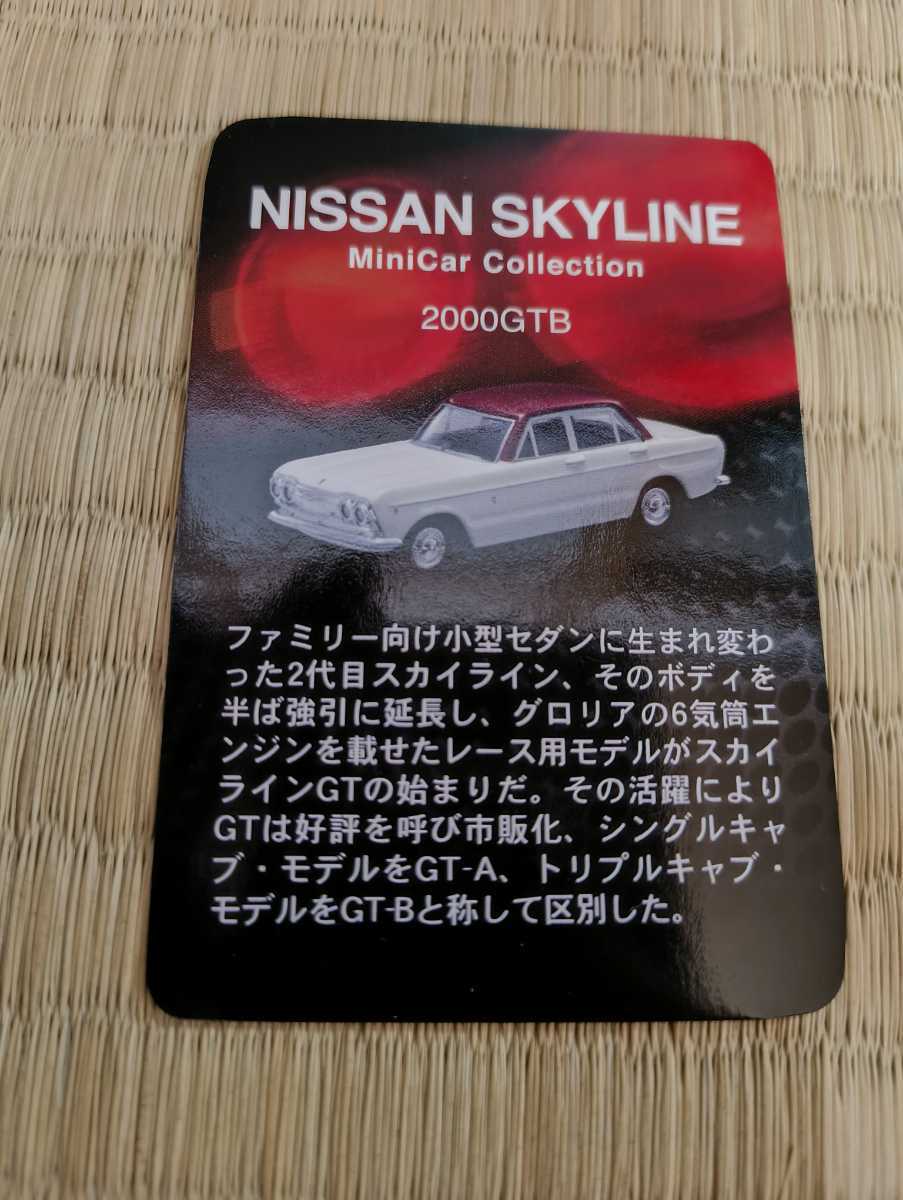 NISSAN SKYLINE
MiniCar Collection
2000GTB
ファミリー向け小型セダンに生まれ変わ
った2代目スカイライン、そのボディを
半ば強引に延長し、グロリアの6気筒エ
ンジンを載せたレース用モデルがスカイ
ラインGTの始まりだ。その活躍により
GTは好評を呼び市販化、シングルキャ
ブ・モデルをGT-A、トリプルキャブ・
モデルをGT-Bと称して区別した。